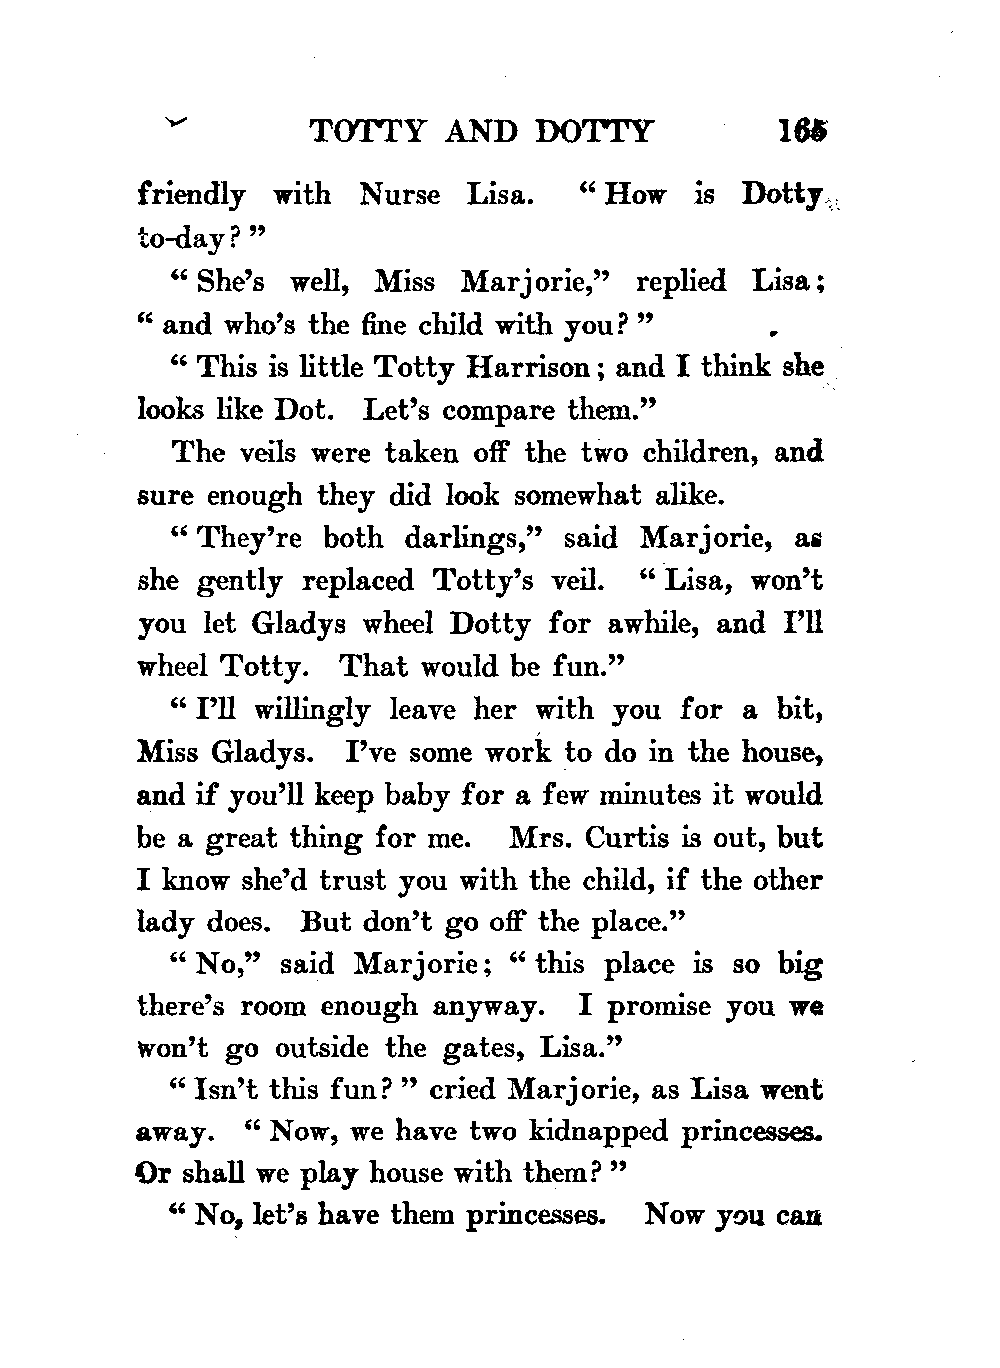 TOTTY AND DOTTY 165
friendly with Nurse Lisa. "How is Dotty
to-day?"
"She's well, Miss Marjorie," replied Lisa;
"and who's the fine child with you?"
"This is little Totty Harrison; and I think she
looks like Dot. Let's compare them."
The veils were taken off the two children, and
sure enough they did look somewhat alike.
"They're both darlings," said Marjorie, as
she gently replaced Totty's veil. "Lisa, won't
you let Gladys wheel Dotty for awhile, and I'll
wheel Totty. That would be fun."
"I'll willingly leave her with you for a bit,
Miss Gladys. I've some work to do in the house,
and if you'll keep baby for a few minutes it would
be a great thing for me. Mrs. Curtis is out, but
I know she'd trust you with the child, if the other
lady does. But don't go off the place."
"No," said Marjorie; "this place is so big
there's room enough anyway. I promise you we
won't go outside the gates, Lisa."
"Isn't this fun?" cried Marjorie, as Lisa went
away. "Now, we have two kidnapped princesses.
Or shall we play house with them?"
"No, let's have them princesses. Now you can